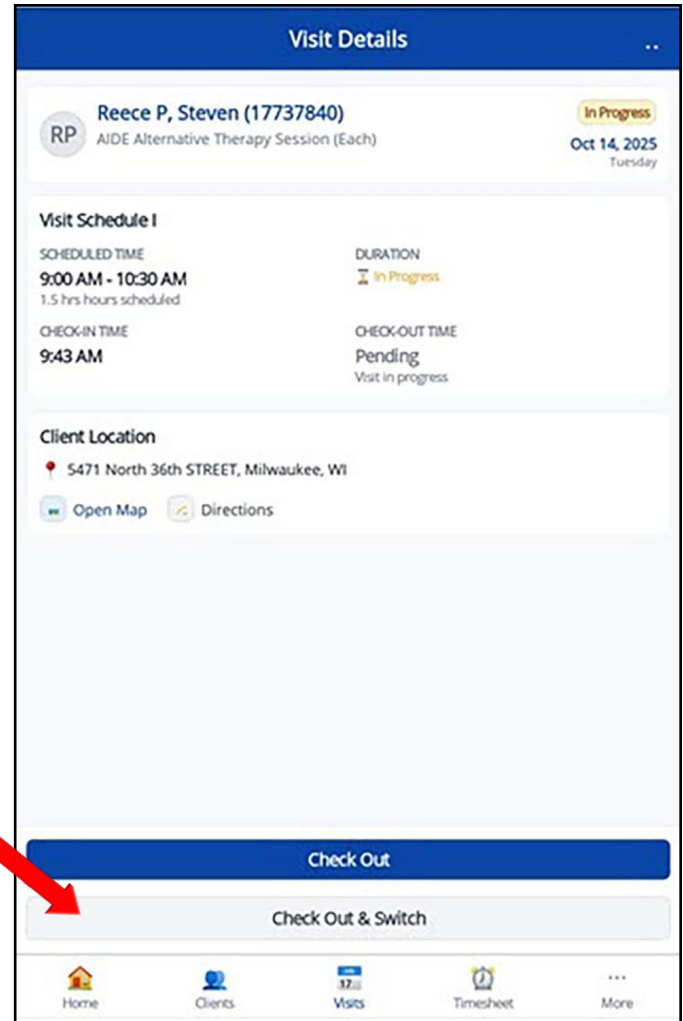 Visit Details
..
RP
Reece P, Steven (17737840)
In Progress
AIDE Alternative Therapy Session (Each)
Oct 14, 2025
Tuesday
Visit Schedule I
SCHEDULED TIME
DURATION
9:00 AM - 10:30 AM
In Progress
1.5 hrs hours scheduled
CHECK-IN TIME
CHECK-OUT TIME
9:43 AM
Pending
Visit in progress
Client Location
5471 North 36th STREET, Milwaukee, WI
Open Map
Directions
Check Out
Check Out & Switch
17
Home
Clients
Visits
Timesheet
More